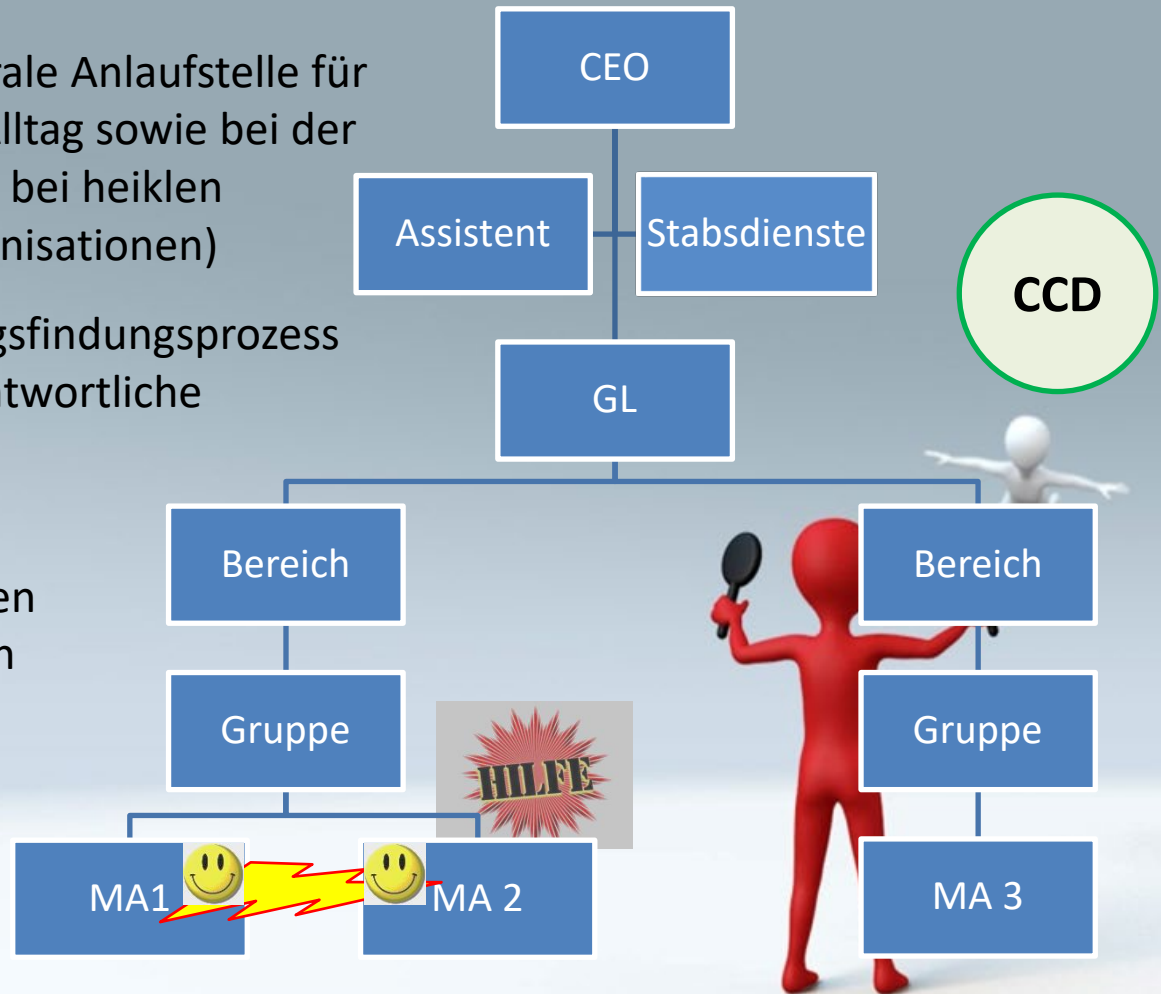 rale Anlaufstelle für
lltag sowie bei der
bei heiklen
nisationen)
gsfindungsprozess
ntwortliche
en
n
CEO
Assistent
Stabsdienste
CCD
GL
Bereich
Bereich
Gruppe
HILFE
Gruppe
MA1
MA 2
MA 3